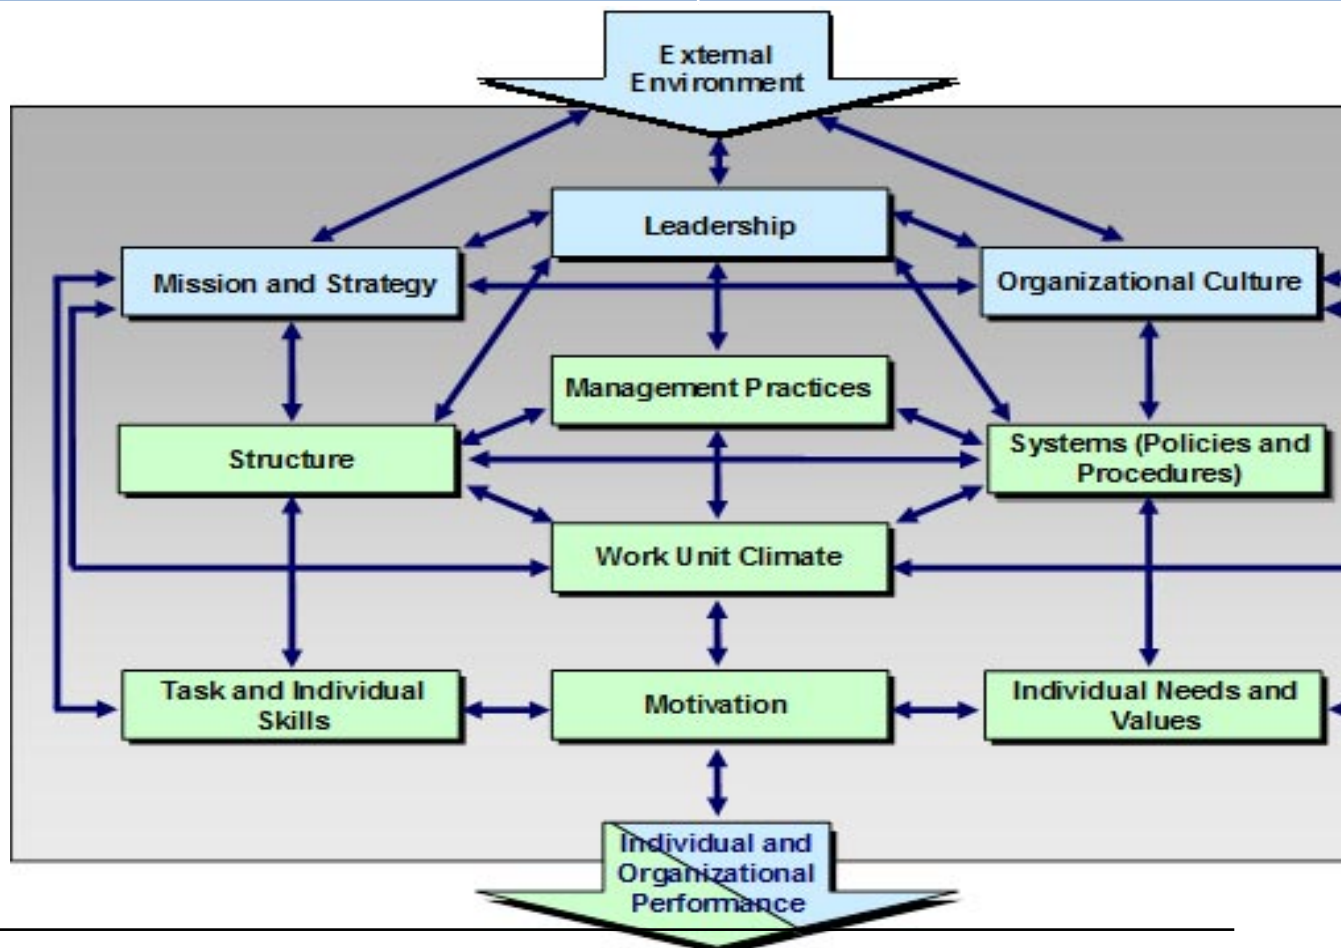 External
Environment
Leadership
Mission and Strategy
Organizational Culture
Management Practices
Structure
Systems (Policies and
Procedures)
Work Unit Climate
Task and Individual
Skills
Motivation
Individual Needs and
Values
Individual and
Organizational
Performance